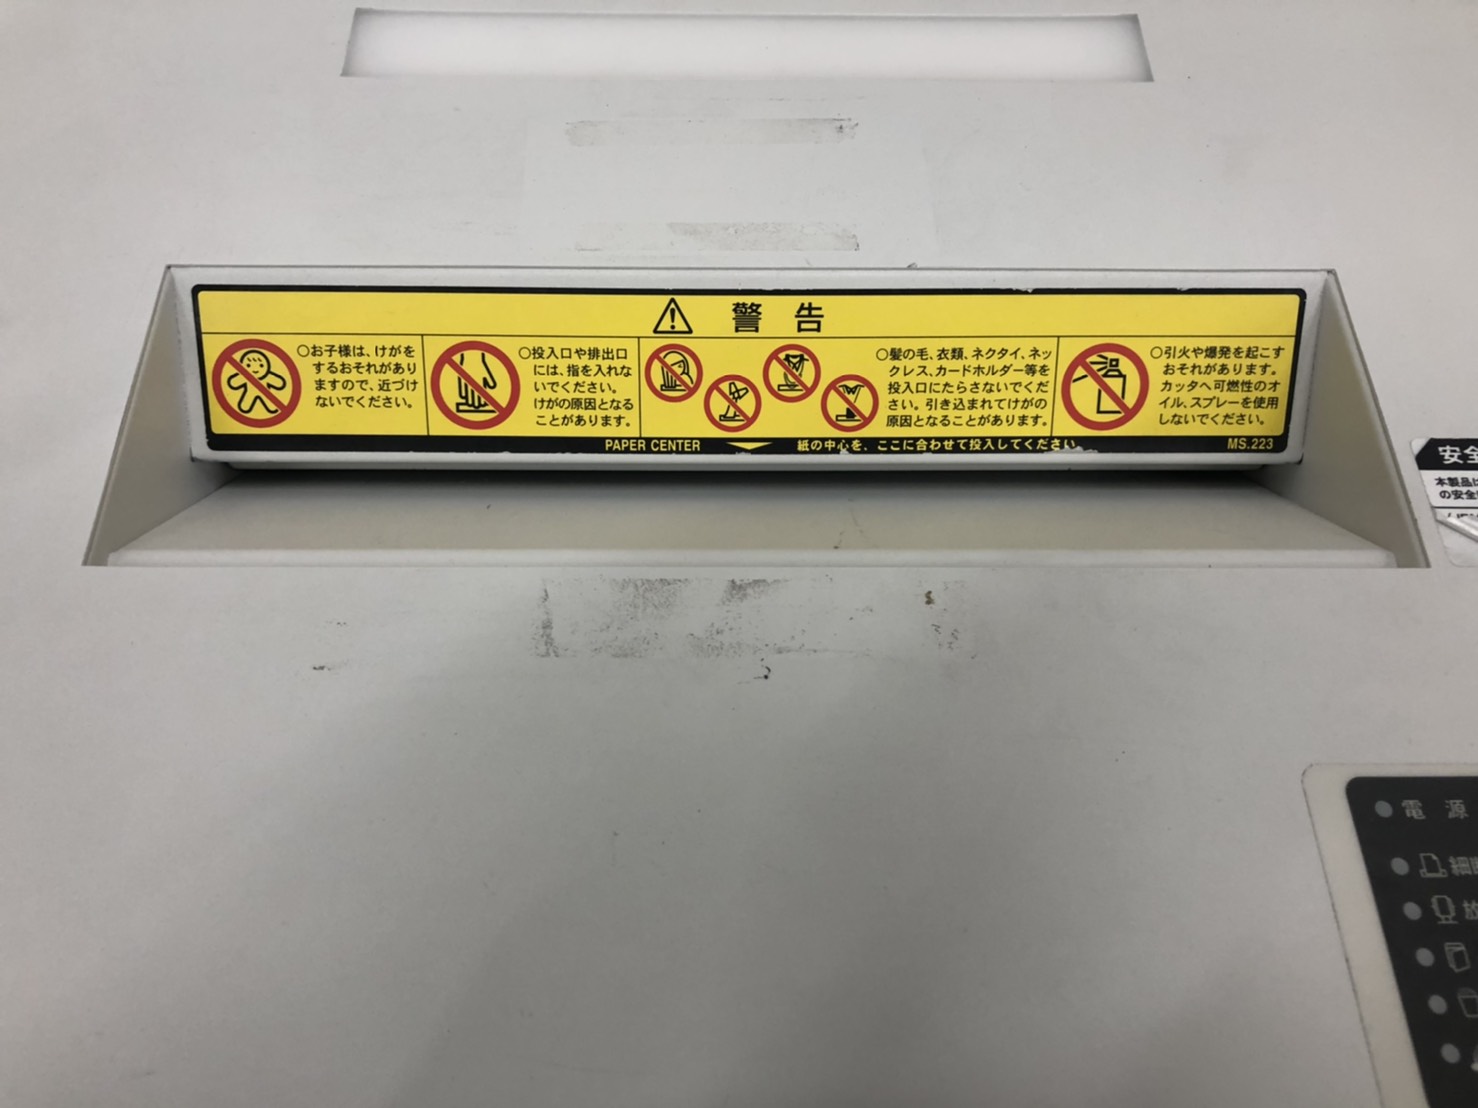 警告
○お子様は、けがを
するおそれがあり
ますので、近づけ
ないでください。
○投入口や排出口
には、指を入れな
いでください。
けがの原因となる
ことがあります。
○髪の毛、衣類、ネクタイ、ネッ
クレス、カードホルダー等を
投入口にたらさないでくだ
さい。引き込まれてけがの
原因となることがあります。
○引火や爆発を起こす
おそれがあります。
カッタへ可燃性のオ
イル、スプレーを使用
しないでください。
PAPER CENTER 紙の中心を、ここに合わせて投入してください MS.223
安全
本製品は
の安全
電源
細断
放